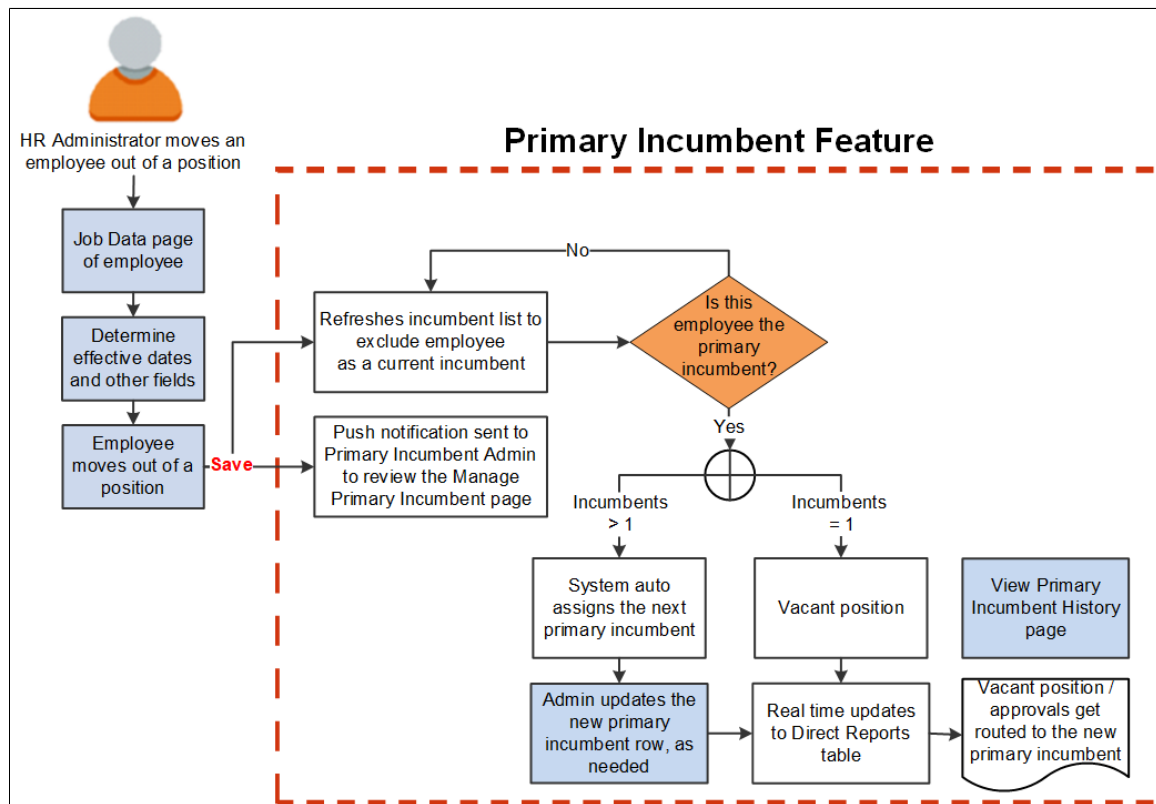 HR Administrator moves an
employee out of a position
Primary Incumbent Feature
Job Data page
of employee
Determine
effective dates
and other fields
Employee
moves out of a
position
Save
No
Refreshes incumbent list to
exclude employee
as a current incumbent
Is this
employee the
primary
incumbent?
Push notification sent to
Primary Incumbent Admin
to review the Manage
Primary Incumbent page
Yes
Incumbents
> 1
Incumbents
= 1
System auto
assigns the next
primary incumbent
Vacant position
View Primary
Incumbent History
page
Admin updates the
new primary
incumbent row, as
needed
Real time updates
to Direct Reports
table
Vacant position /
approvals get
routed to the new
primary incumbent